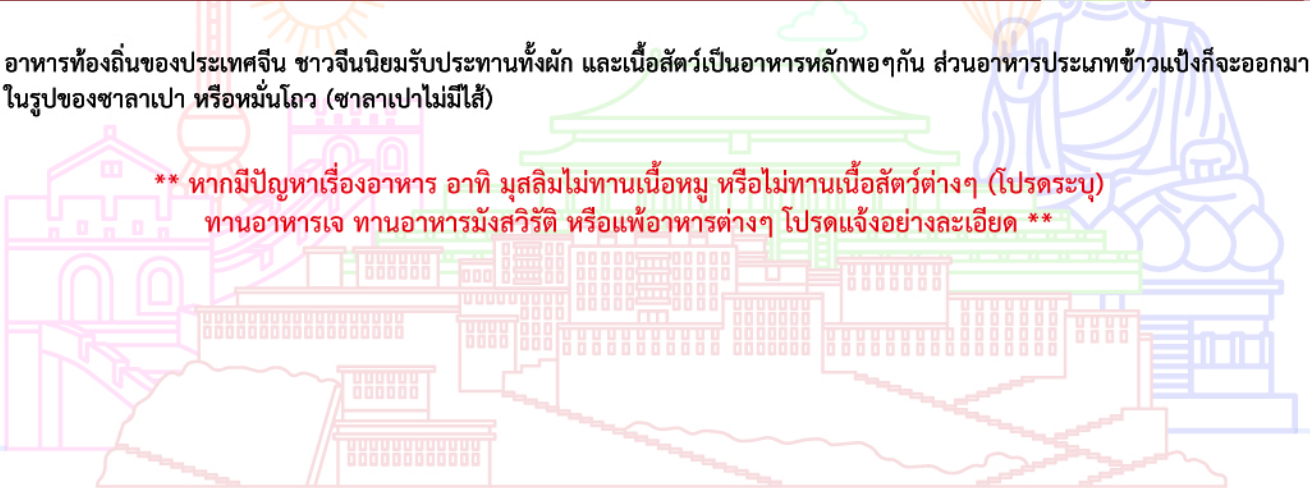 อาหารท้องถิ่นของประเทศจีน ชาวจีนนิยมรับประทานทั้งผัก และเนื้อสัตว์เป็นอาหารหลักพอๆกัน ส่วนอาหารประเภทข้าวแป้งก็จะออกมา
ในรูปของซาลาเปา หรือหมั่นโถว (ซาลาเปาไม่มีไส้)
** หากมีปัญหาเรื่องอาหาร อาทิ มุสลิมไม่ทานเนื้อหมู หรือไม่ทานเนื้อสัตว์ต่างๆ (โปรดระบุ)
ทานอาหารเจ ทานอาหารมังสวิรัติ หรือแพ้อาหารต่างๆ โปรดแจ้งอย่างละเอียด **